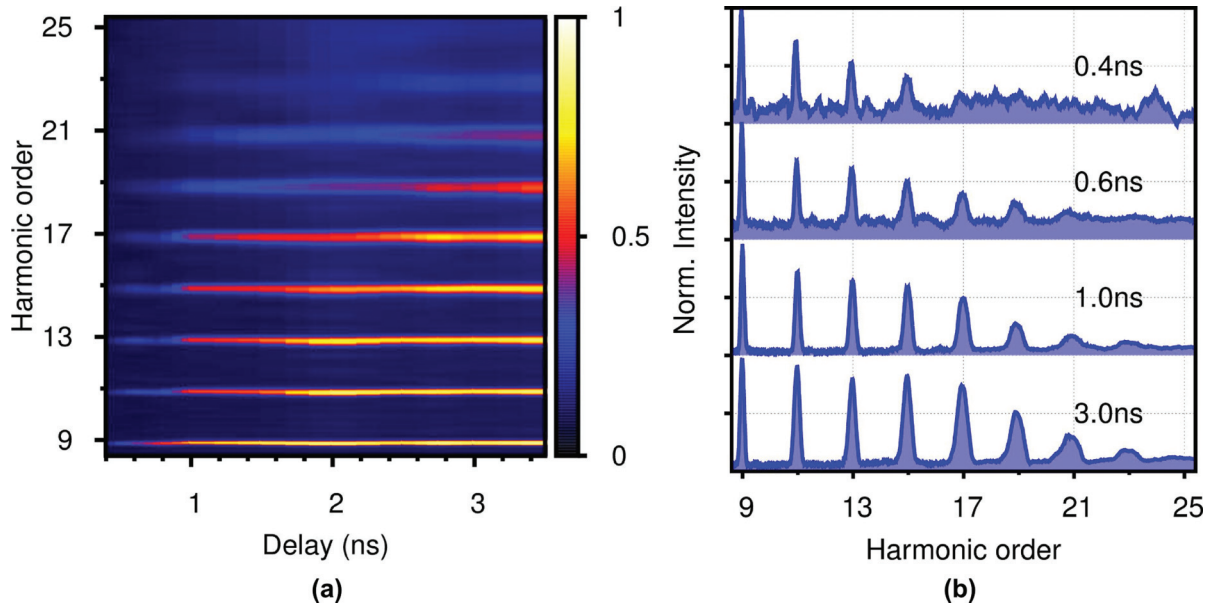 25
21
17
13
9
Harmonic order
1
2
3
Delay (ns)
1
0.5
0
(a)
Norm. Intensity
0.4ns
0.6ns
1.0ns
3.0ns
9
13
17
21
25
Harmonic order
(b)